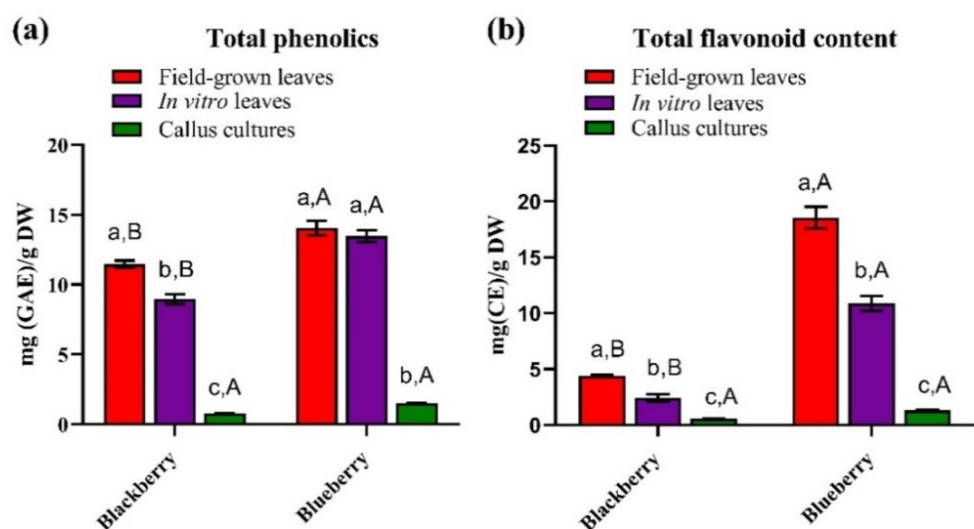 (a)
Total phenolics
Field-grown leaves
In vitro leaves
Callus cultures
mg (GAE)/g DW
20
15
10
5
0
a,B
b,B
c,A
a,A
a,A
b,A
Blackberry
Blueberry
(b)
Total flavonoid content
Field-grown leaves
In vitro leaves
Callus cultures
mg(CE)/g DW
25
20
15
10
5
0
a,B
b,B
c,A
a,A
b,A
c,A
Blackberry
Blueberry